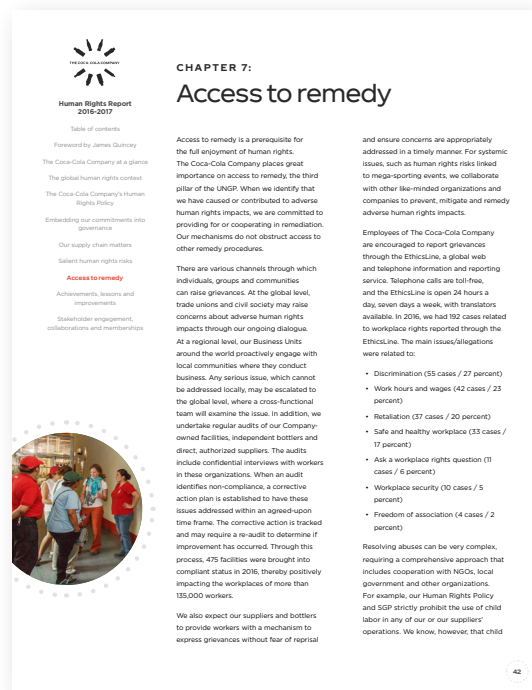 THE COCA-COLA COMPANY
Human Rights Report
2016-2017
Table of contents
Foreword by James Quincey
The Coca-Cola Company at a glance
The global human rights context
The Coca-Cola Company's Human
Rights Policy
Embedding our commitments into
governance
Our supply chain matters
Salient human rights risks
Access to remedy
Achievements, lessons and
improvements
Stakeholder engagement,
collaborations and memberships
CHAPTER 7:
Access to remedy
Access to remedy is a prerequisite for
the full enjoyment of human rights.
The Coca-Cola Company places great
importance on access to remedy, the third
pillar of the UNGP. When we identify that
we have caused or contributed to adverse
human rights impacts, we are committed to
providing for or cooperating in remediation.
Our mechanisms do not obstruct access to
other remedy procedures.
There are various channels through which
individuals, groups and communities
can raise grievances. At the global level,
trade unions and civil society may raise
concerns about adverse human rights
impacts through our ongoing dialogue.
At a regional level, our Business Units
around the world proactively engage with
local communities where they conduct
business. Any serious issue, which cannot
be addressed locally, may be escalated to
the global level, where a cross-functional
team will examine the issue. In addition, we
undertake regular audits of our Company-
owned facilities, independent bottlers and
direct, authorized suppliers. The audits
include confidential interviews with workers
in these organizations. When an audit
identifies non-compliance, a corrective
action plan is established to have these
issues addressed within an agreed-upon
time frame. The corrective action is tracked
and may require a re-audit to determine if
improvement has occurred. Through this
process, 475 facilities were brought into
compliant status in 2016, thereby positively
impacting the workplaces of more than
135,000 workers.
We also expect our suppliers and bottlers
to provide workers with a mechanism to
express grievances without fear of reprisal
and ensure concerns are appropriately
addressed in a timely manner. For systemic
issues, such as human rights risks linked
to mega-sporting events, we collaborate
with other like-minded organizations and
companies to prevent, mitigate and remedy
adverse human rights impacts.
Employees of The Coca-Cola Company
are encouraged to report grievances
through the EthicsLine, a global web
and telephone information and reporting
service. Telephone calls are toll-free,
and the EthicsLine is open 24 hours a
day, seven days a week, with translators
available. In 2016, we had 192 cases related
to workplace rights reported through the
EthicsLine. The main issues/allegations
were related to:
• Discrimination (55 cases / 27 percent)
• Work hours and wages (42 cases / 23
percent)
• Retaliation (37 cases / 20 percent)
• Safe and healthy workplace (33 cases /
17 percent)
• Ask a workplace rights question (11
cases / 6 percent)
• Workplace security (10 cases / 5
percent)
• Freedom of association (4 cases / 2
percent)
Resolving abuses can be very complex,
requiring a comprehensive approach that
includes cooperation with NGOs, local
government and other organizations.
For example, our Human Rights Policy
and SGP strictly prohibit the use of child
labor in any of our or our suppliers'
operations. We know, however, that child
42